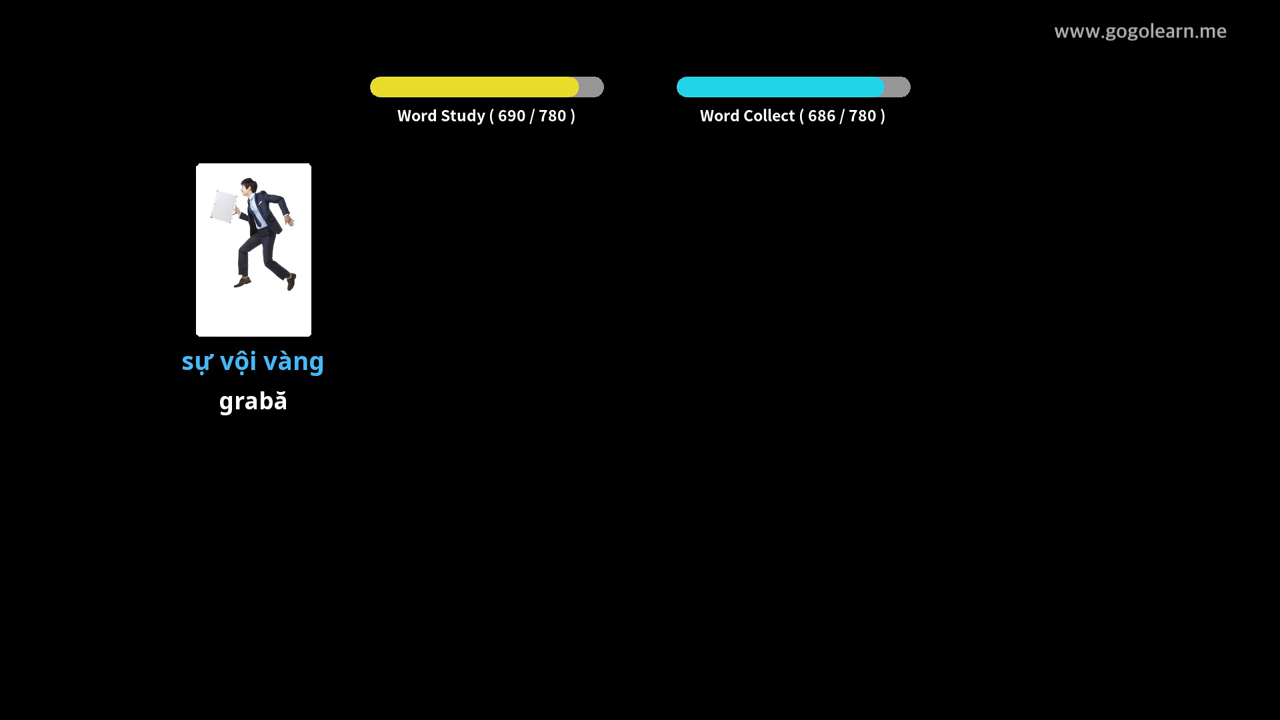 www.gogolearn.me
Word Study ( 690 / 780 )
Word Collect ( 686 / 780 )
sự vội vàng
grabă